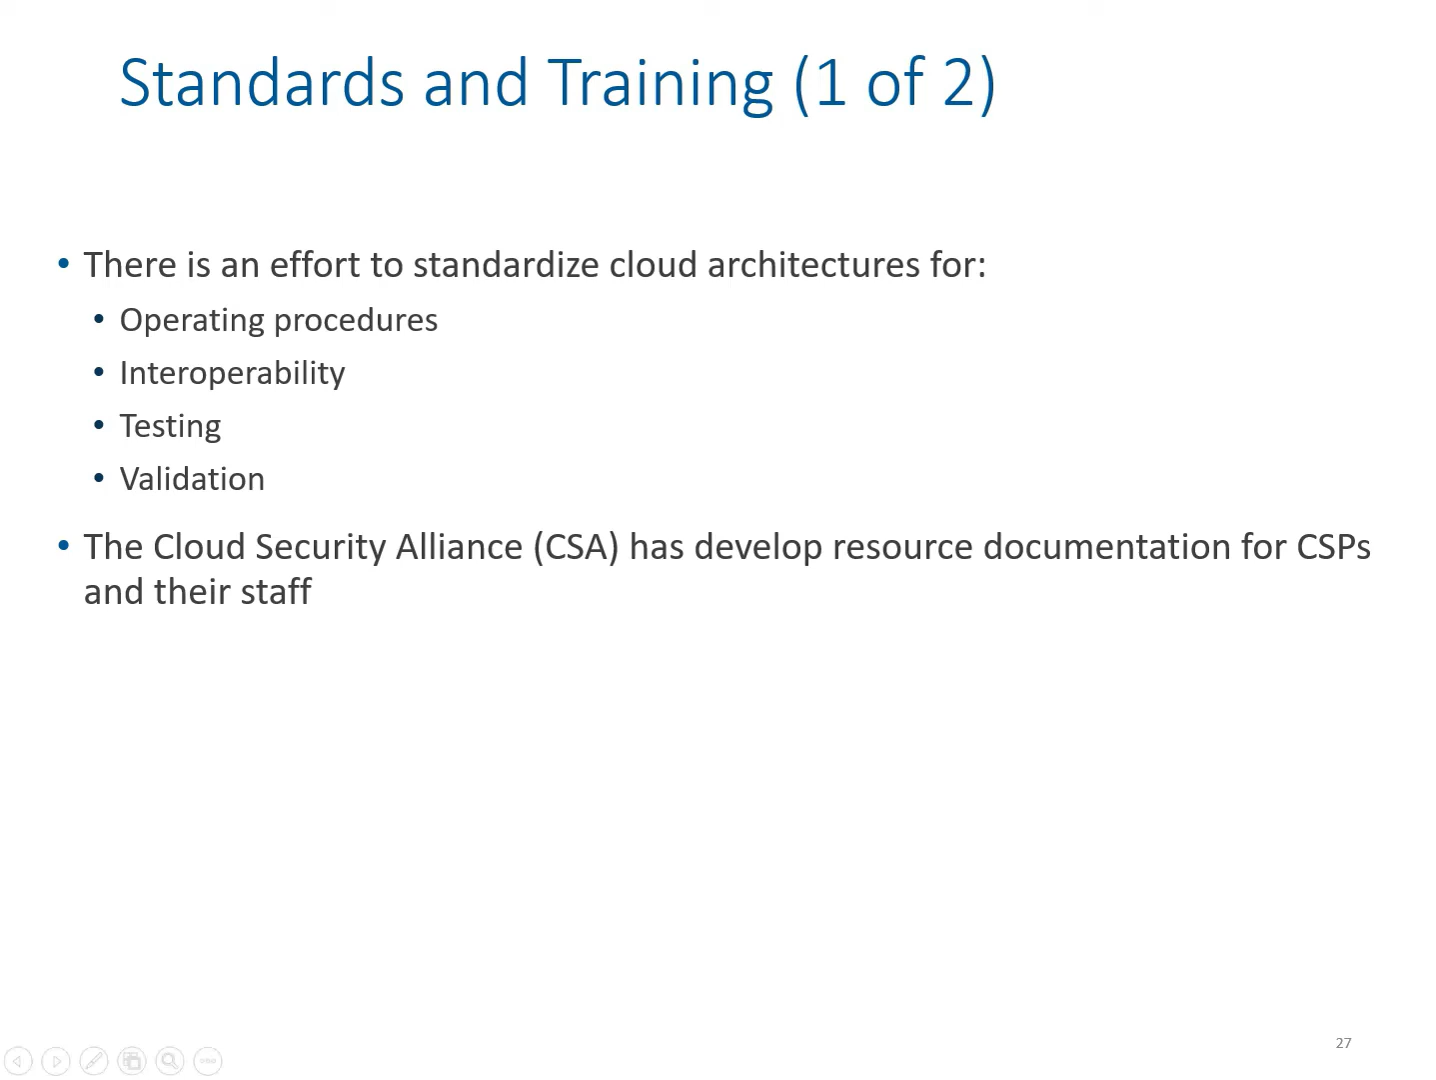 Standards and Training (1 of 2)
• There is an effort to standardize cloud architectures for:
• Operating procedures
• Interoperability
• Testing
• Validation
• The Cloud Security Alliance (CSA) has develop resource documentation for CSPs
and their staff
27